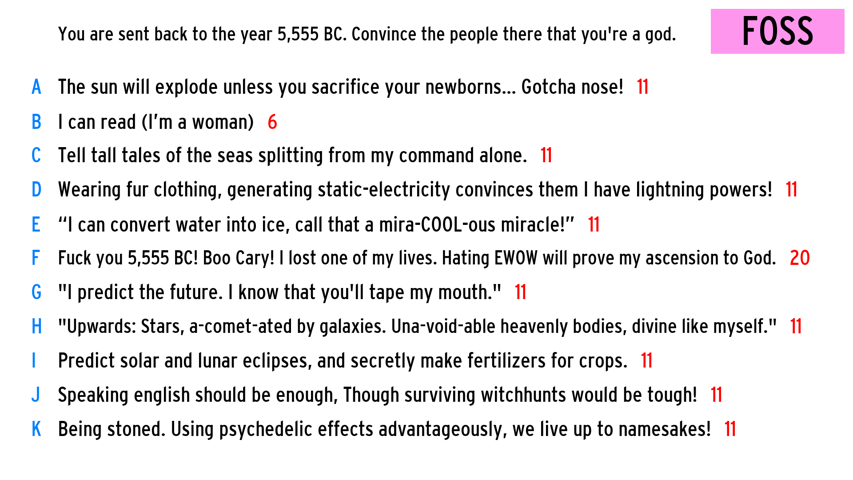 You are sent back to the year 5,555 BC. Convince the people there that you're a god.
FOSS
A The sun will explode unless you sacrifice your newborns... Gotcha nose! 11
B I can read (I’m a woman) 6
C Tell tall tales of the seas splitting from my command alone. 11
D Wearing fur clothing, generating static-electricity convinces them I have lightning powers! 11
E “I can convert water into ice, call that a mira-COOL-ous miracle!” 11
F Fuck you 5,555 BC! Boo Cary! I lost one of my lives. Hating EWOW will prove my ascension to God. 20
G "I predict the future. I know that you'll tape my mouth." 11
H "Upwards: Stars, a-comet-ated by galaxies. Una-void-able heavenly bodies, divine like myself." 11
I Predict solar and lunar eclipses, and secretly make fertilizers for crops. 11
J Speaking english should be enough, Though surviving witchhunts would be tough! 11
K Being stoned. Using psychedelic effects advantageously, we live up to namesakes! 11